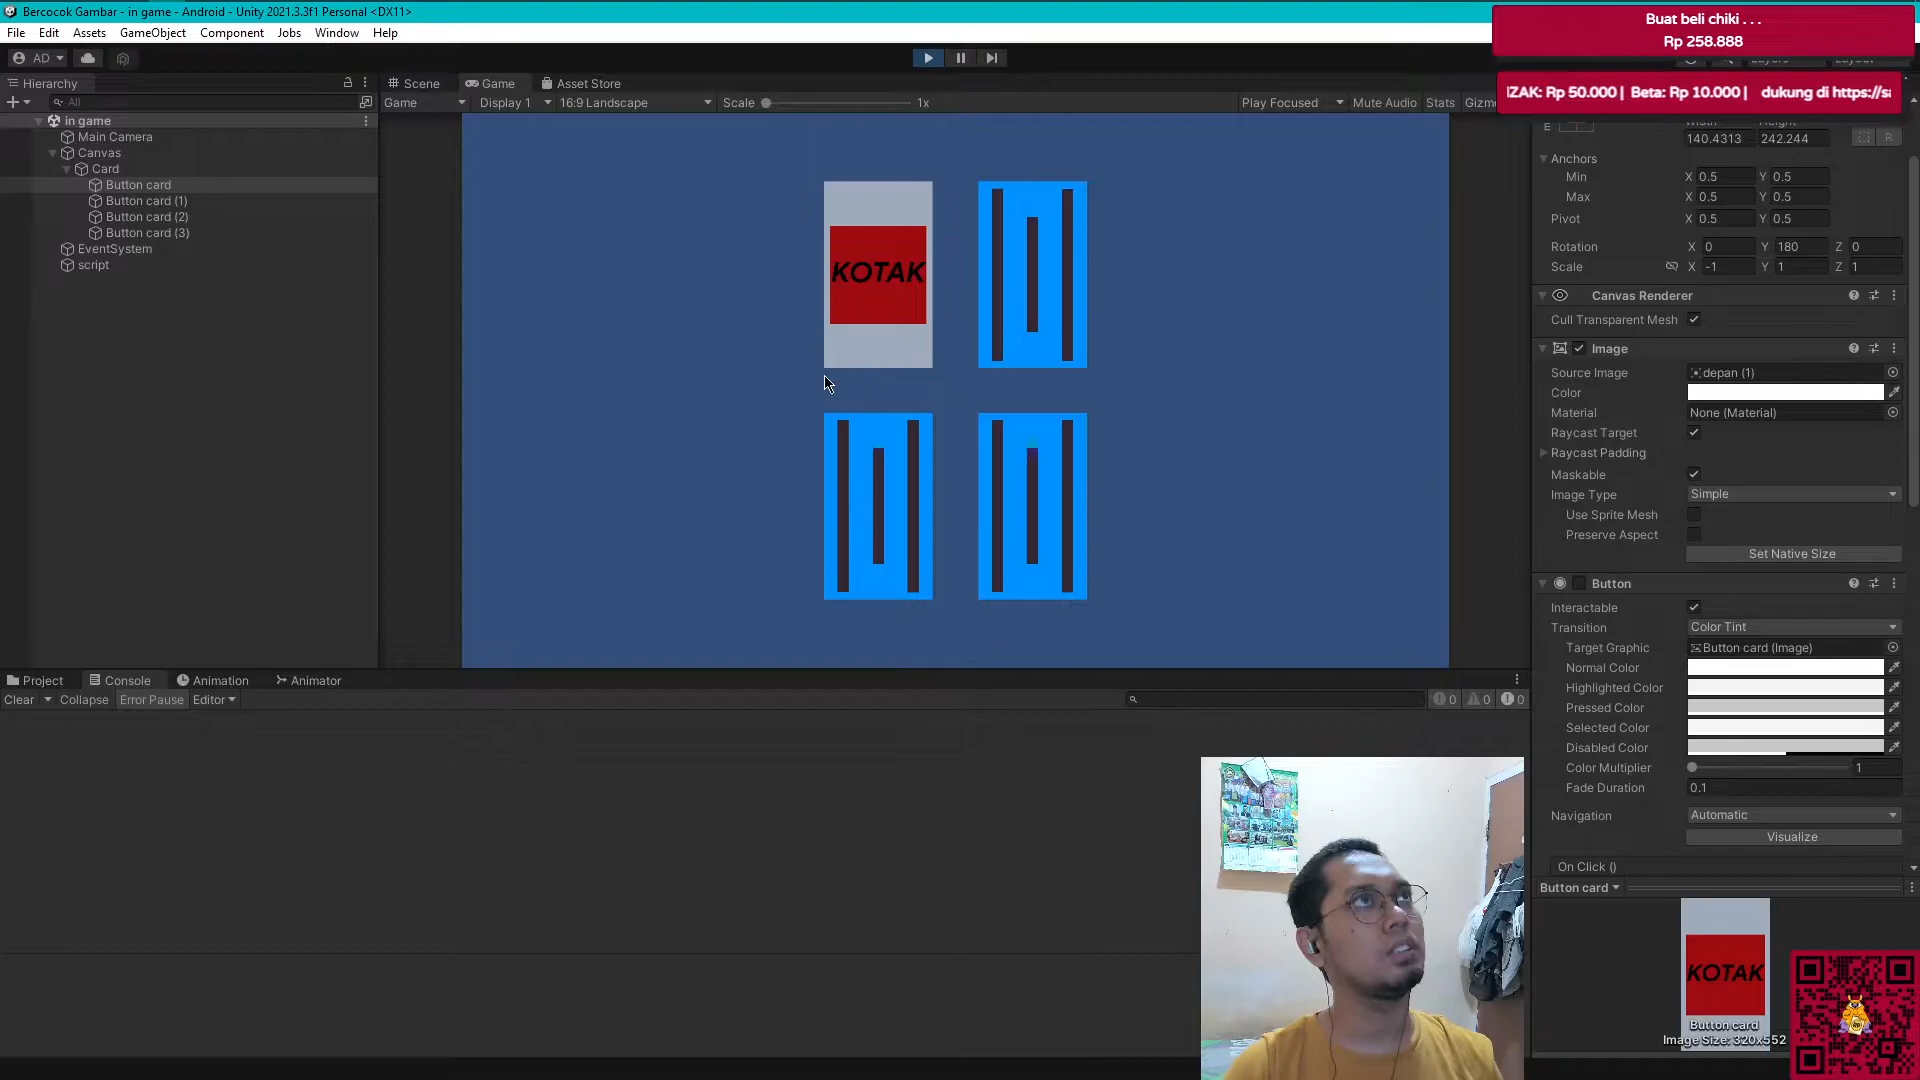 Bercocok Gambar - in game - Android - Unity 2021.3.3f1 Personal <DX11>
File Edit Assets GameObject Component Jobs Window Help
Buat beli chiki . . .
Rp 258.888
AD
IZAK: Rp 50.000 | Beta: Rp 10.000 | dukung di https://s
Hierarchy
Scene Game Asset Store
All
Game Display 1 16:9 Landscape Scale 1x Play Focused Mute Audio Stats Gizm
in game
Main Camera
Canvas
Card
Button card
Button card (1)
Button card (2)
Button card (3)
EventSystem
script
KOTAK
Width Height
140.4313 242.244
Anchors
Min X 0.5 Y 0.5
Max X 0.5 Y 0.5
Pivot X 0.5 Y 0.5
Rotation X 0 Y 180 Z 0
Scale X -1 Y 1 Z 1
Canvas Renderer
Cull Transparent Mesh
Image
Source Image depan (1)
Color
Material None (Material)
Raycast Target
Raycast Padding
Maskable
Image Type Simple
Use Sprite Mesh
Preserve Aspect
Set Native Size
Button
Interactable
Transition Color Tint
Target Graphic Button card (Image)
Normal Color
Highlighted Color
Pressed Color
Selected Color
Disabled Color
Color Multiplier 1
Fade Duration 0.1
Navigation Automatic
Visualize
On Click ()
Button card
KOTAK
Button card
Image Size: 320x552
Project Console Animation Animator
Clear Collapse Error Pause Editor 0 0 0